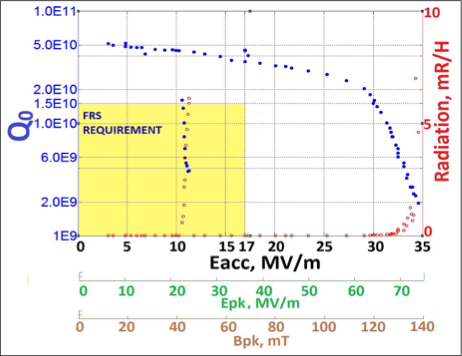 1.0E11
5.0E10
2.0E10
1.5E10
1.0E10
6.0E9
2.0E9
1E9
Q0
FRS
REQUIREMENT
10
5
0
Radiation, mR/H
0 5 10 15 17 20 25 30 35
Eacc, MV/m
0 10 20 30 40 50 60 70
Epk, MV/m
0 20 40 60 80 100 120 140
Bpk, mT